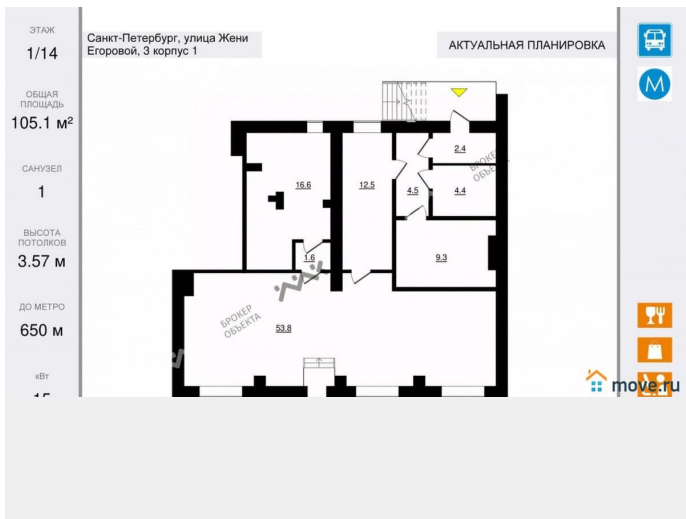 ЭТАЖ
1/14
ОБЩАЯ
ПЛОЩАДЬ
105.1 м²
САНУЗЕЛ
1
ВЫСОТА
ПОТОЛКОВ
3.57 м
ДО МЕТРО
650 м
кВт
Санкт-Петербург, улица Жени
Егоровой, 3 корпус 1
АКТУАЛЬНАЯ ПЛАНИРОВКА
2.4
16.6
12.5
4.5
4.4
1.6
9.3
53.8
БРОКЕР
ОБЪЕКТА
БРОКЕР
ОБЪЕКТА
М
move.ru